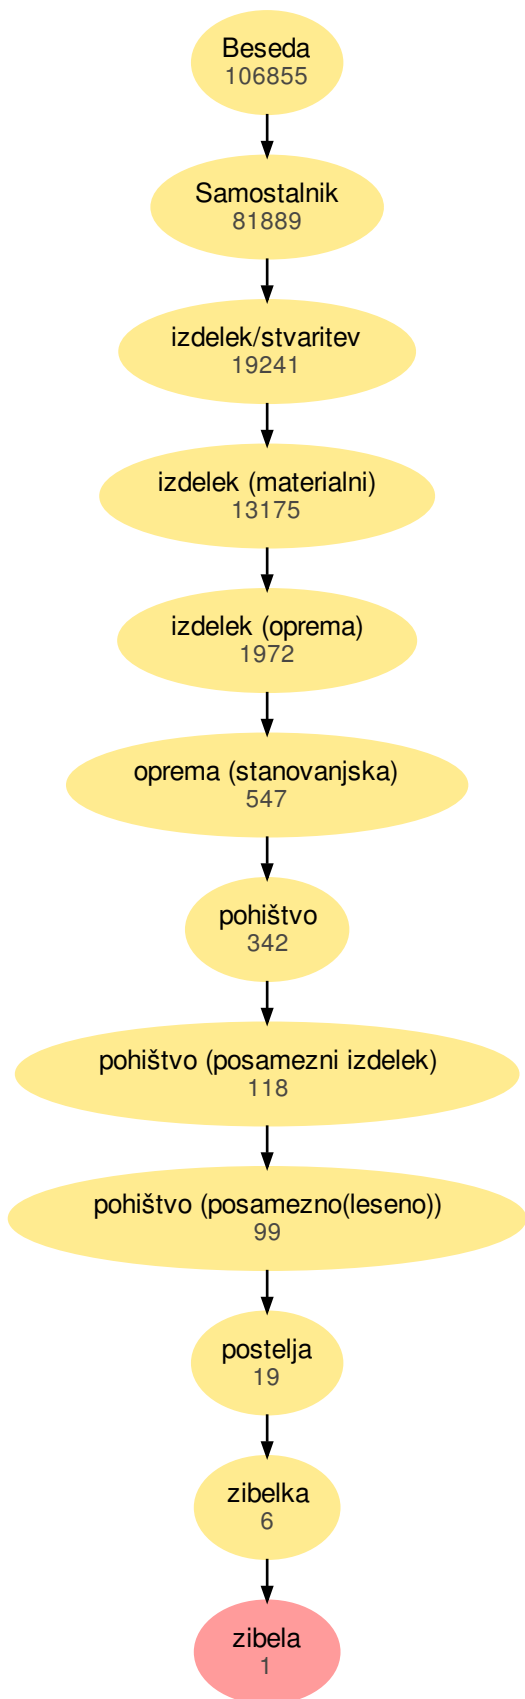 Beseda
106855
Samostalnik
81889
izdelek/stvaritev
19241
izdelek (materialni)
13175
izdelek (oprema)
1972
oprema (stanovanjska)
547
pohištvo
342
pohištvo (posamezni izdelek)
118
pohištvo (posamezno(leseno))
99
postelja
19
zibelka
6
zibela
1